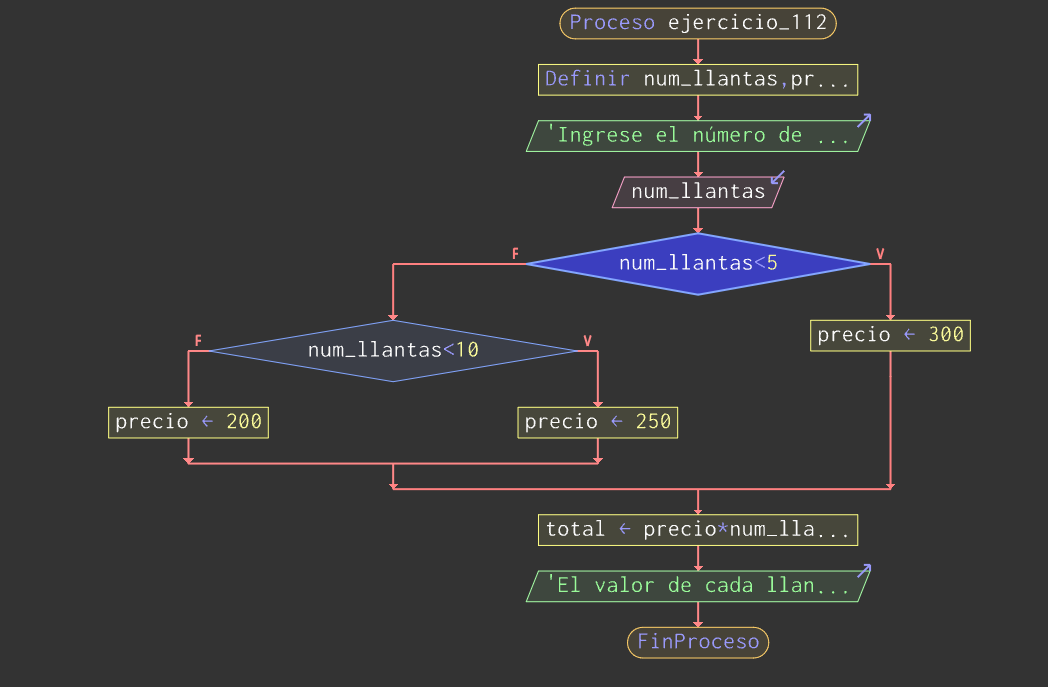 Proceso ejercicio_112
Definir num_llantas,pr...
'Ingrese el número de ...
num_llantas
F
num_llantas<5
V
F
num_llantas<10
V
precio ← 300
precio ← 200
precio ← 250
total ← precio*num_lla...
'El valor de cada llan...
FinProceso